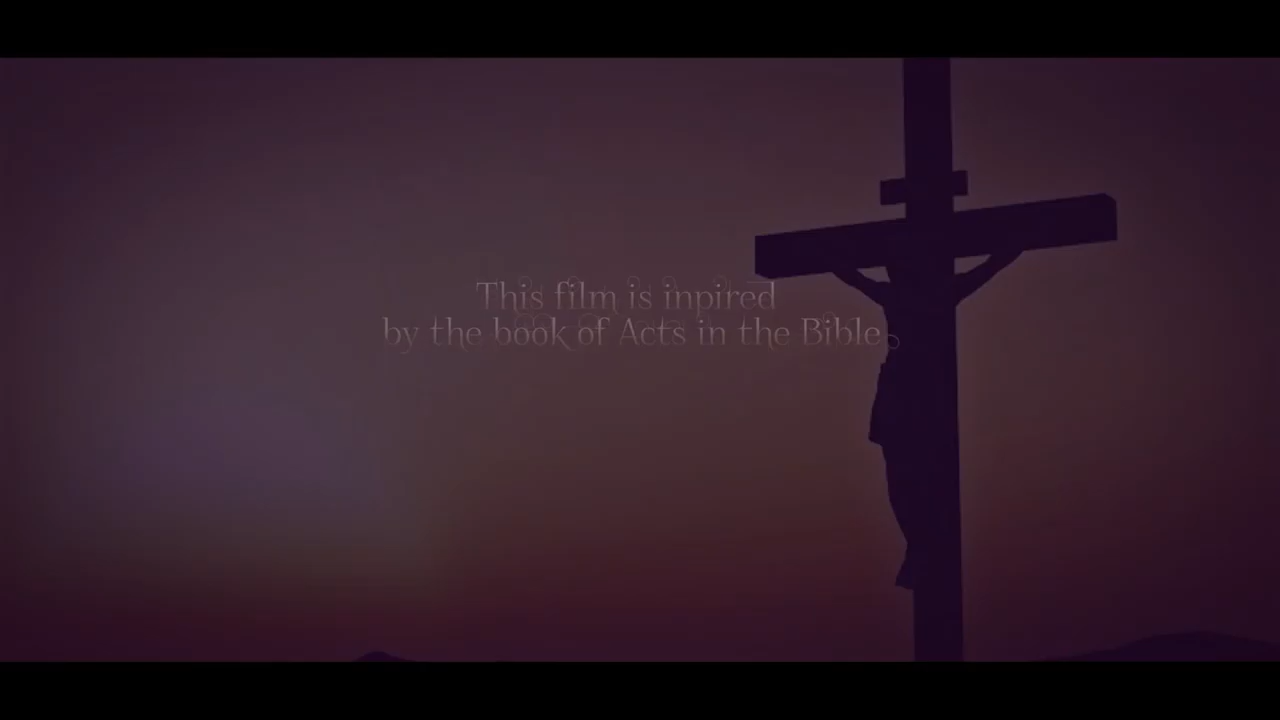 This film is inpired
by the book of Acts in the Bible.